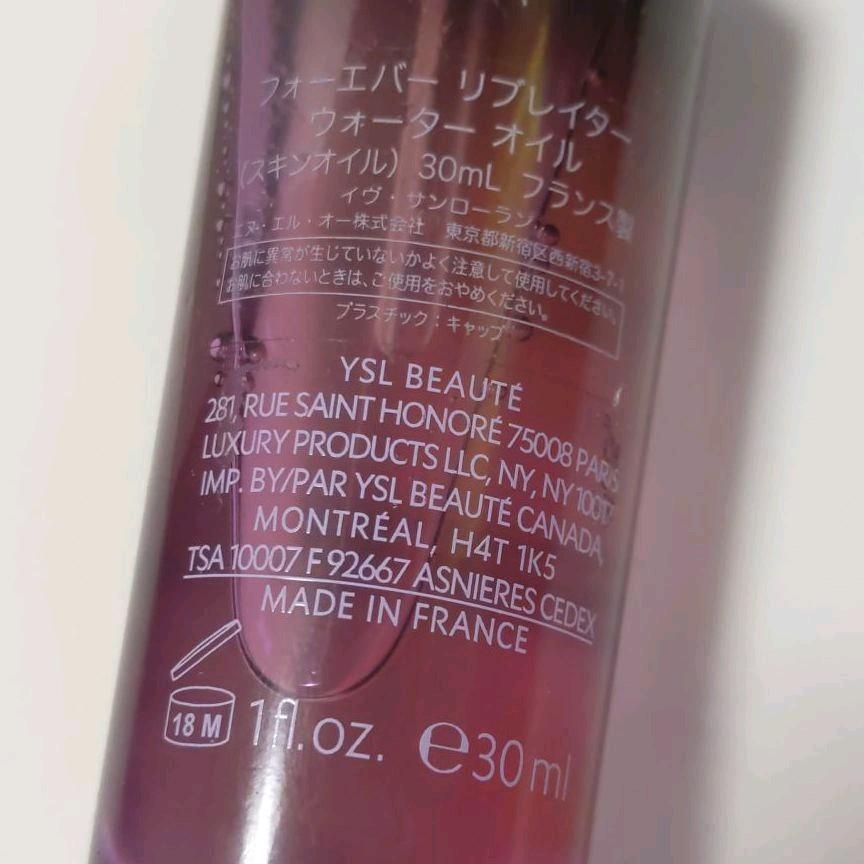 フォーエバー リブレイター
ウォーター オイル
(スキンオイル) 30mL フランス製
イヴ・サンローラン
エヌ・エル・オー株式会社 東京都新宿区西新宿3-7-1
お肌に異常が生じていないかよく注意して使用してください。
お肌に合わないときは、ご使用をおやめください。
プラスチック:キャップ
YSL BEAUTÉ
281, RUE SAINT HONORÉ 75008 PARIS
LUXURY PRODUCTS LLC, NY, NY 10017
IMP. BY/PAR YSL BEAUTÉ CANADA,
MONTRÉAL, H4T 1K5
TSA 10007 F 92667 ASNIERES CEDEX
MADE IN FRANCE
18 M 1fl.oz. ℮30ml